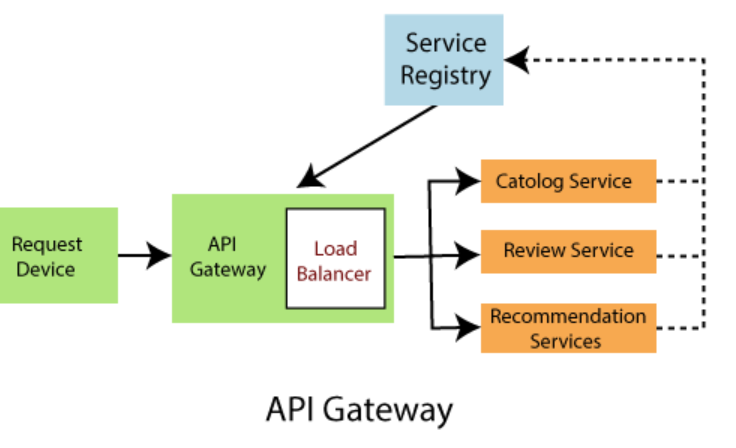 Service
Registry
Request
Device
API
Gateway
Load
Balancer
Catolog Service
Review Service
Recommendation
Services
API Gateway